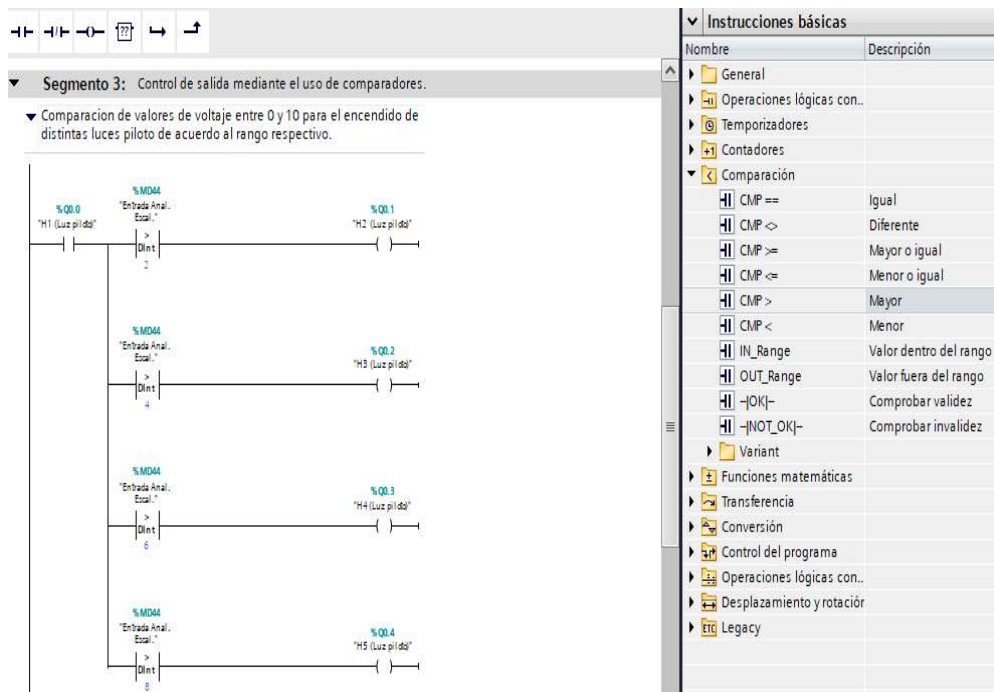 ??
Segmento 3: Control de salida mediante el uso de comparadores.
Comparacion de valores de voltaje entre 0 y 10 para el encendido de
distintas luces piloto de acuerdo al rango respectivo.
%Q0.0
"H1 (Luz piloto)"
%MD44
"Entrada Anal.
Escal."
>
DInt
2
%Q0.1
"H2 (Luz piloto)"
%MD44
"Entrada Anal.
Escal."
>
DInt
4
%Q0.2
"H3 (Luz piloto)"
%MD44
"Entrada Anal.
Escal."
>
DInt
6
%Q0.3
"H4 (Luz piloto)"
%MD44
"Entrada Anal.
Escal."
>
DInt
8
%Q0.4
"H5 (Luz piloto)"
Instrucciones básicas
Nombre Descripción
General
Operaciones lógicas con..
Temporizadores
Contadores
Comparación
CMP == Igual
CMP <> Diferente
CMP >= Mayor o igual
CMP <= Menor o igual
CMP > Mayor
CMP < Menor
IN_Range Valor dentro del rango
OUT_Range Valor fuera del rango
-|OK|- Comprobar validez
-|NOT_OK|- Comprobar invalidez
Variant
Funciones matemáticas
Transferencia
Conversión
Control del programa
Operaciones lógicas con..
Desplazamiento y rotación
Legacy